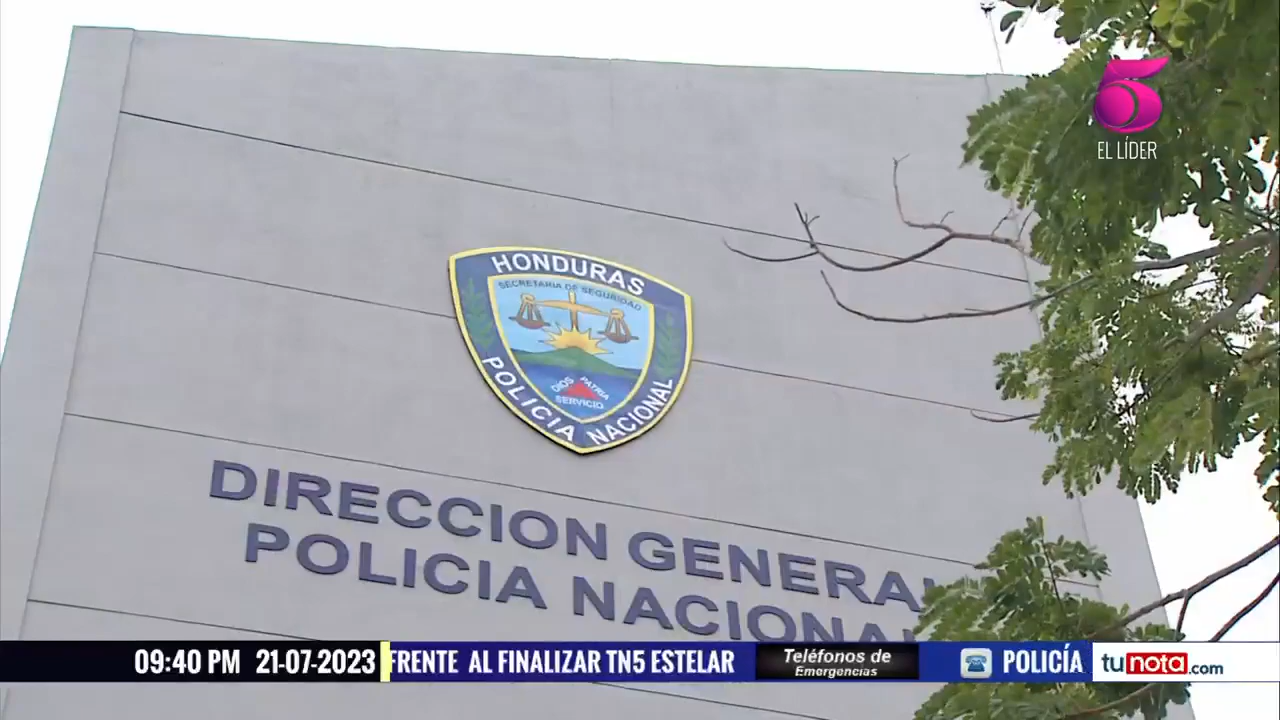 5
EL LÍDER
HONDURAS
SECRETARIA DE SEGURIDAD
DIOS PATRIA
SERVICIO
POLICIA NACIONAL
DIRECCION GENERAL
POLICIA NACIONAL
09:40 PM 21-07-2023 FRENTE AL FINALIZAR TN5 ESTELAR Teléfonos de
Emergencias
POLICÍA tunota.com